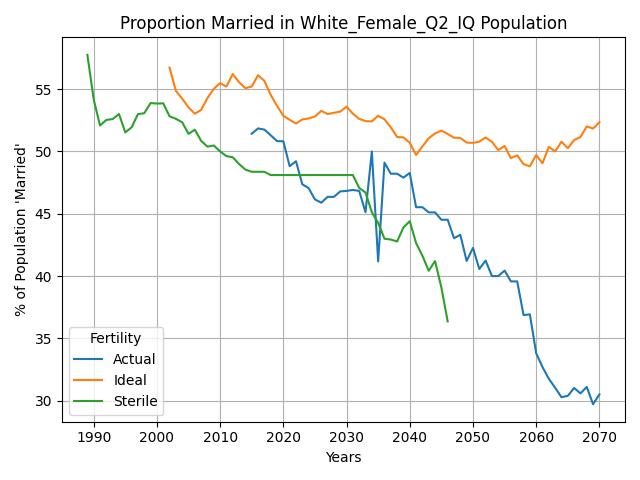 Proportion Married in White_Female_Q2_IQ Population
% of Population 'Married'
55
50
45
40
35
30
Fertility
Actual
Ideal
Sterile
1990 2000 2010 2020 2030 2040 2050 2060 2070
Years